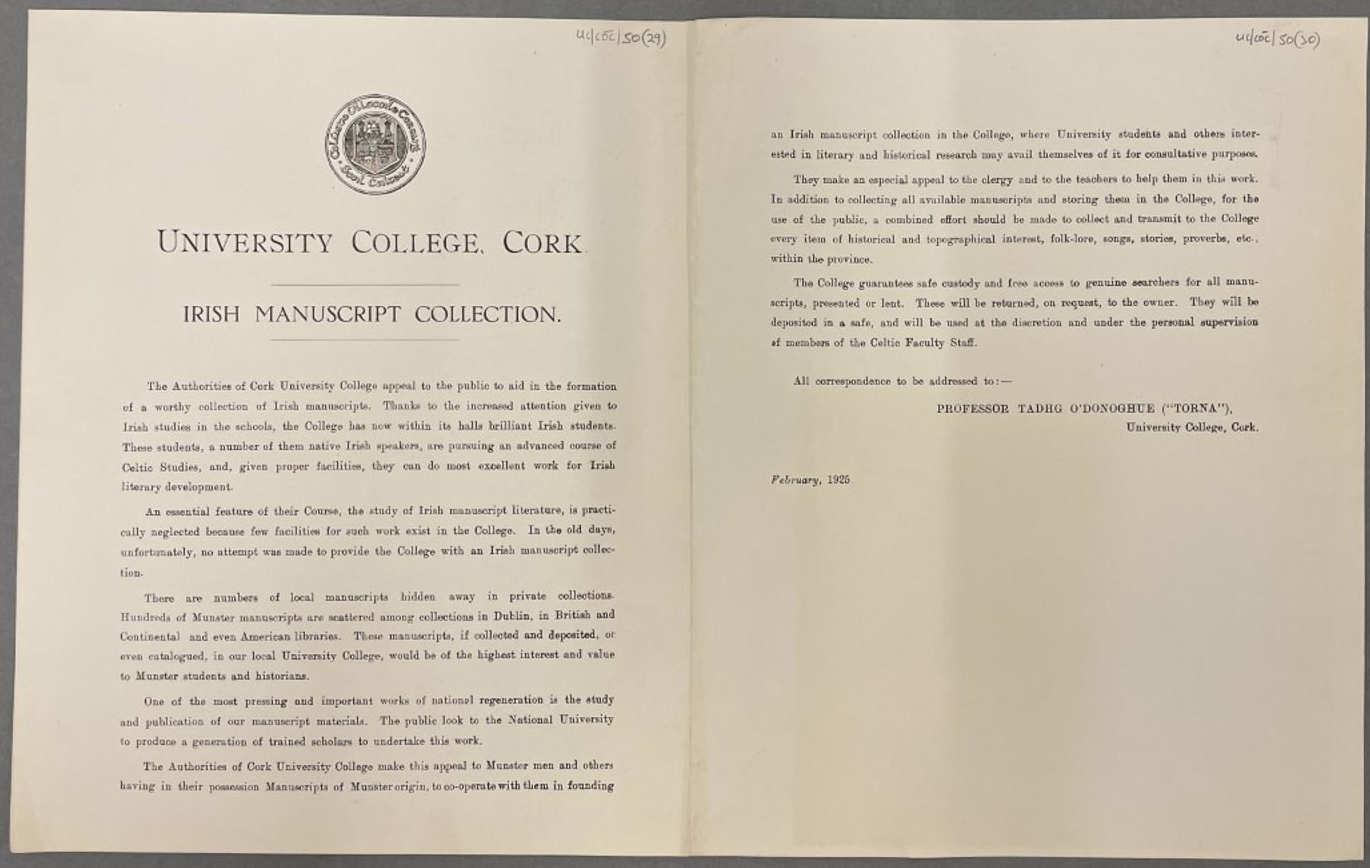 UC/COC/50(29)
UNIVERSITY COLLEGE, CORK.
IRISH MANUSCRIPT COLLECTION.
The Authorities of Cork University College appeal to the public to aid in the formation
of a worthy collection of Irish manuscripts. Thanks to the increased attention given to
Irish studies in the schools, the College has now within its halls brilliant Irish students.
These students, a number of them native Irish speakers, are pursuing an advanced course of
Celtic Studies, and, given proper facilities, they can do most excellent work for Irish
literary development.
An essential feature of their Course, the study of Irish manuscript literature, is practi-
cally neglected because few facilities for such work exist in the College. In the old days,
unfortunately, no attempt was made to provide the College with an Irish manuscript collec-
tion.
There are numbers of local manuscripts hidden away in private collections.
Hundreds of Munster manuscripts are scattered among collections in Dublin, in British and
Continental and even American libraries. These manuscripts, if collected and deposited, or
even catalogued, in our local University College, would be of the highest interest and value
to Munster students and historians.
One of the most pressing and important works of national regeneration is the study
and publication of our manuscript materials. The public look to the National University
to produce a generation of trained scholars to undertake this work.
The Authorities of Cork University College make this appeal to Munster men and others
having in their possession Manuscripts of Munster origin, to co-operate with them in founding
UC/COC/50(30)
an Irish manuscript collection in the College, where University students and others inter-
ested in literary and historical research may avail themselves of it for consultative purposes.
They make an especial appeal to the clergy and to the teachers to help them in this work.
In addition to collecting all available manuscripts and storing them in the College, for the
use of the public, a combined effort should be made to collect and transmit to the College
every item of historical and topographical interest, folk-lore, songs, stories, proverbs, etc.,
within the province.
The College guarantees safe custody and free access to genuine searchers for all manu-
scripts, presented or lent. These will be returned, on request, to the owner. They will be
deposited in a safe, and will be used at the discretion and under the personal supervision
of members of the Celtic Faculty Staff.
All correspondence to be addressed to:—
PROFESSOR TADHG O'DONOGHUE ("TORNA"),
University College, Cork.
February, 1925.